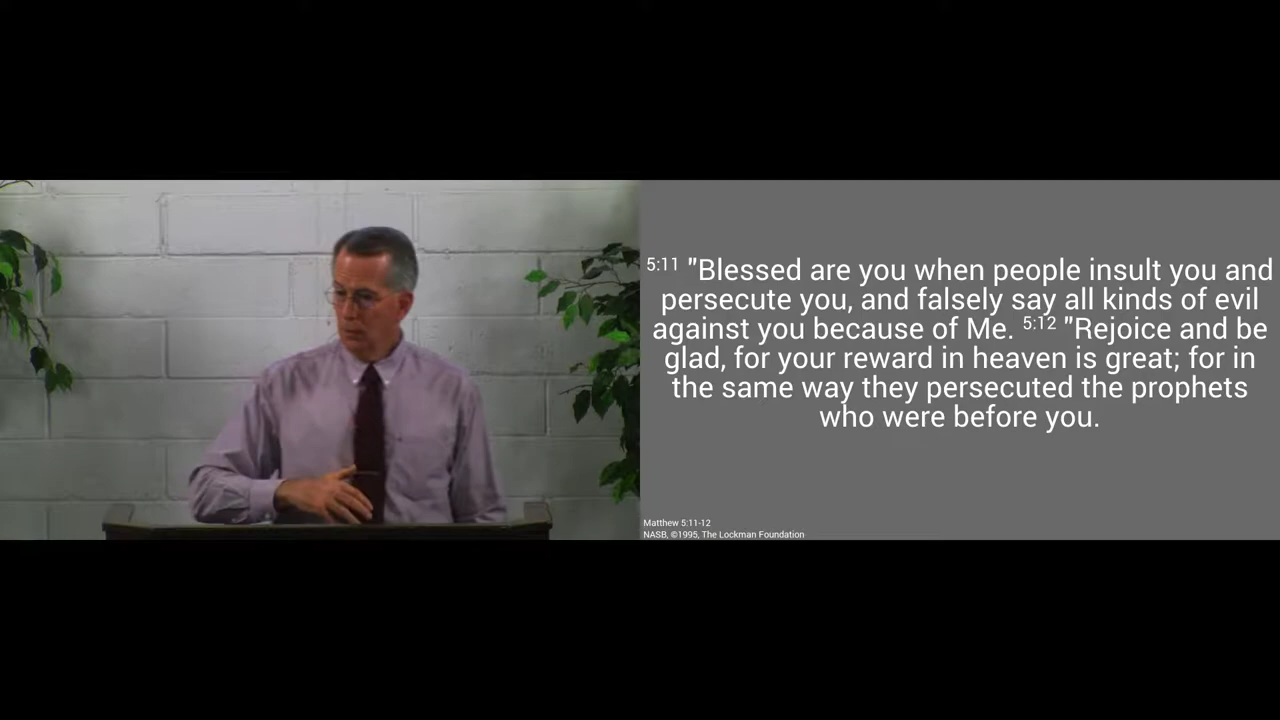 5:11 "Blessed are you when people insult you and
persecute you, and falsely say all kinds of evil
against you because of Me. 5:12 "Rejoice and be
glad, for your reward in heaven is great; for in
the same way they persecuted the prophets
who were before you.
Matthew 5:11-12
NASB, ©1995, The Lockman Foundation